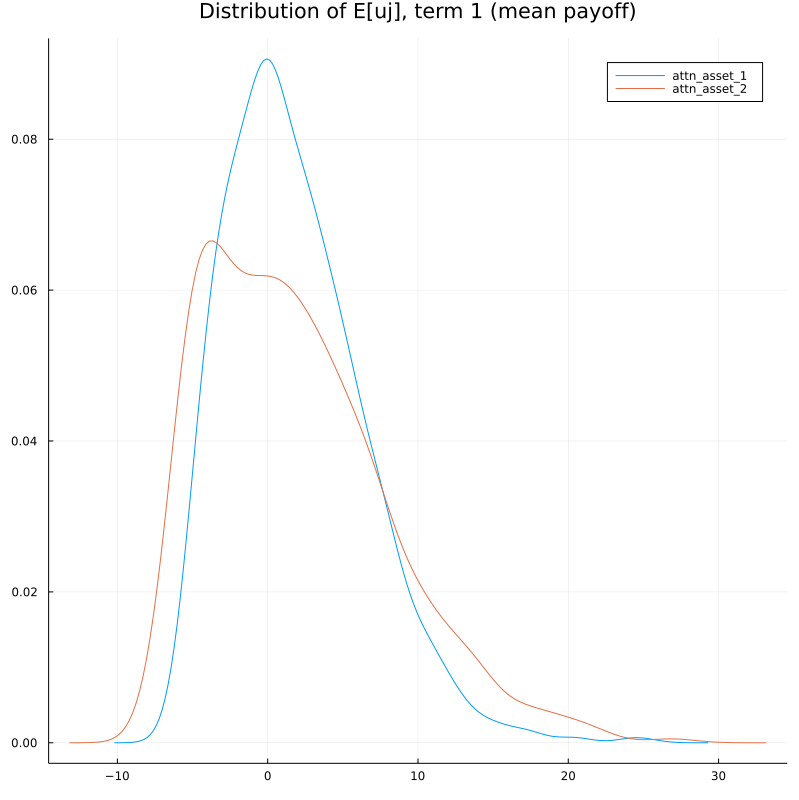 Distribution of E[uj], term 1 (mean payoff)
attn_asset_1
attn_asset_2
0.08
0.06
0.04
0.02
0.00
−10 0 10 20 30